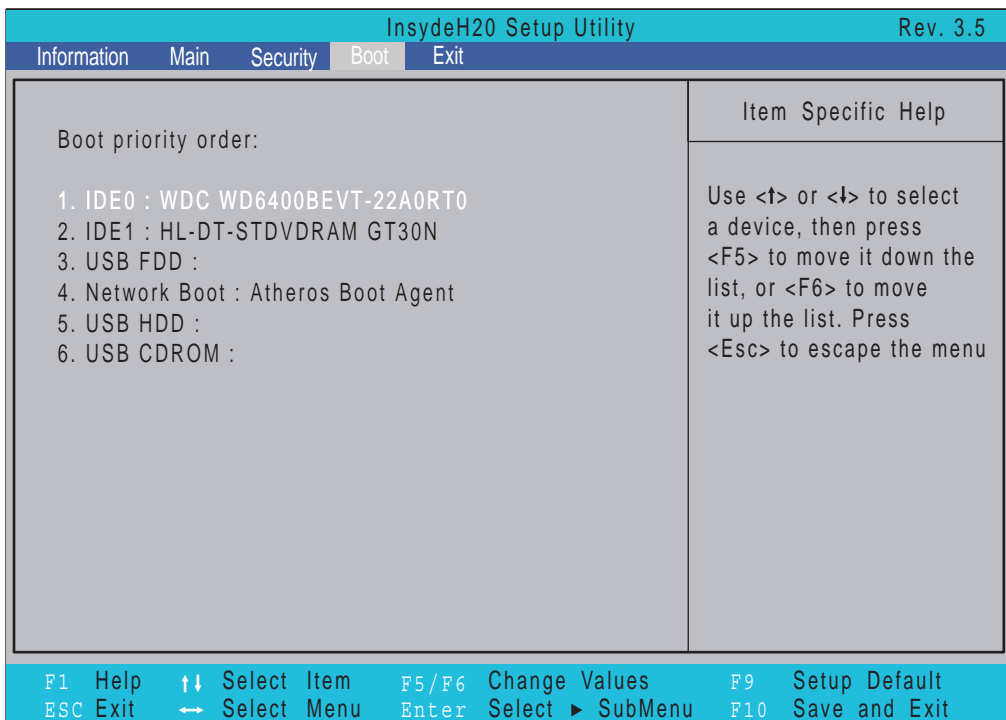 InsydeH20 Setup Utility Rev. 3.5
Information Main Security Boot Exit
Boot priority order:
1. IDE0 : WDC WD6400BEVT-22A0RT0
2. IDE1 : HL-DT-STDVDRAM GT30N
3. USB FDD :
4. Network Boot : Atheros Boot Agent
5. USB HDD :
6. USB CDROM :
Item Specific Help
Use <↑> or <↓> to select
a device, then press
<F5> to move it down the
list, or <F6> to move
it up the list. Press
<Esc> to escape the menu
F1 Help ↑↓ Select Item F5/F6 Change Values F9 Setup Default
ESC Exit ↔ Select Menu Enter Select ► SubMenu F10 Save and Exit